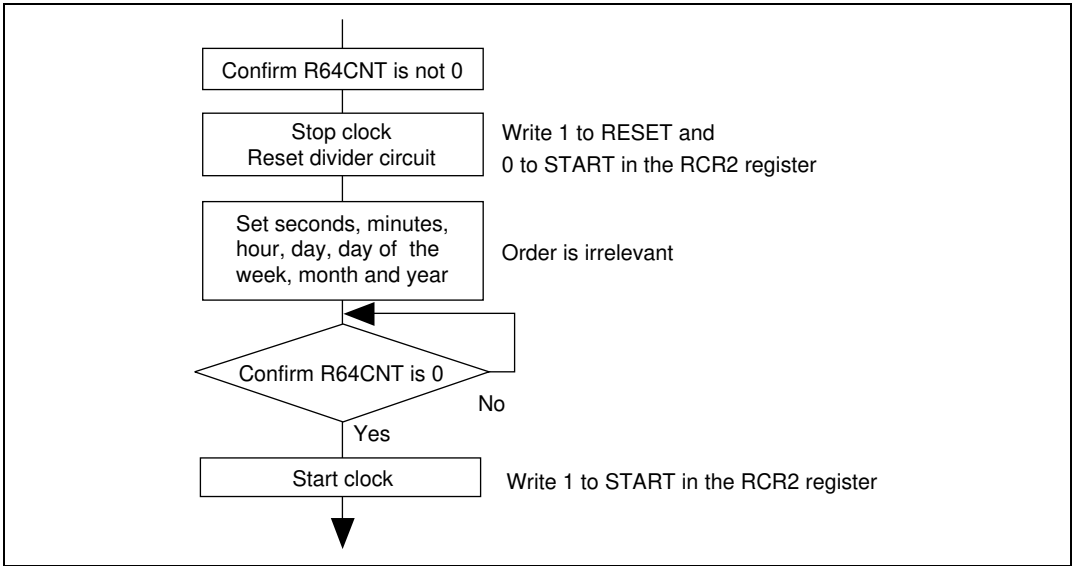 Confirm R64CNT is not 0
Stop clock
Reset divider circuit
Write 1 to RESET and
0 to START in the RCR2 register
Set seconds, minutes,
hour, day, day of the
week, month and year
Order is irrelevant
Confirm R64CNT is 0
No
Yes
Start clock
Write 1 to START in the RCR2 register